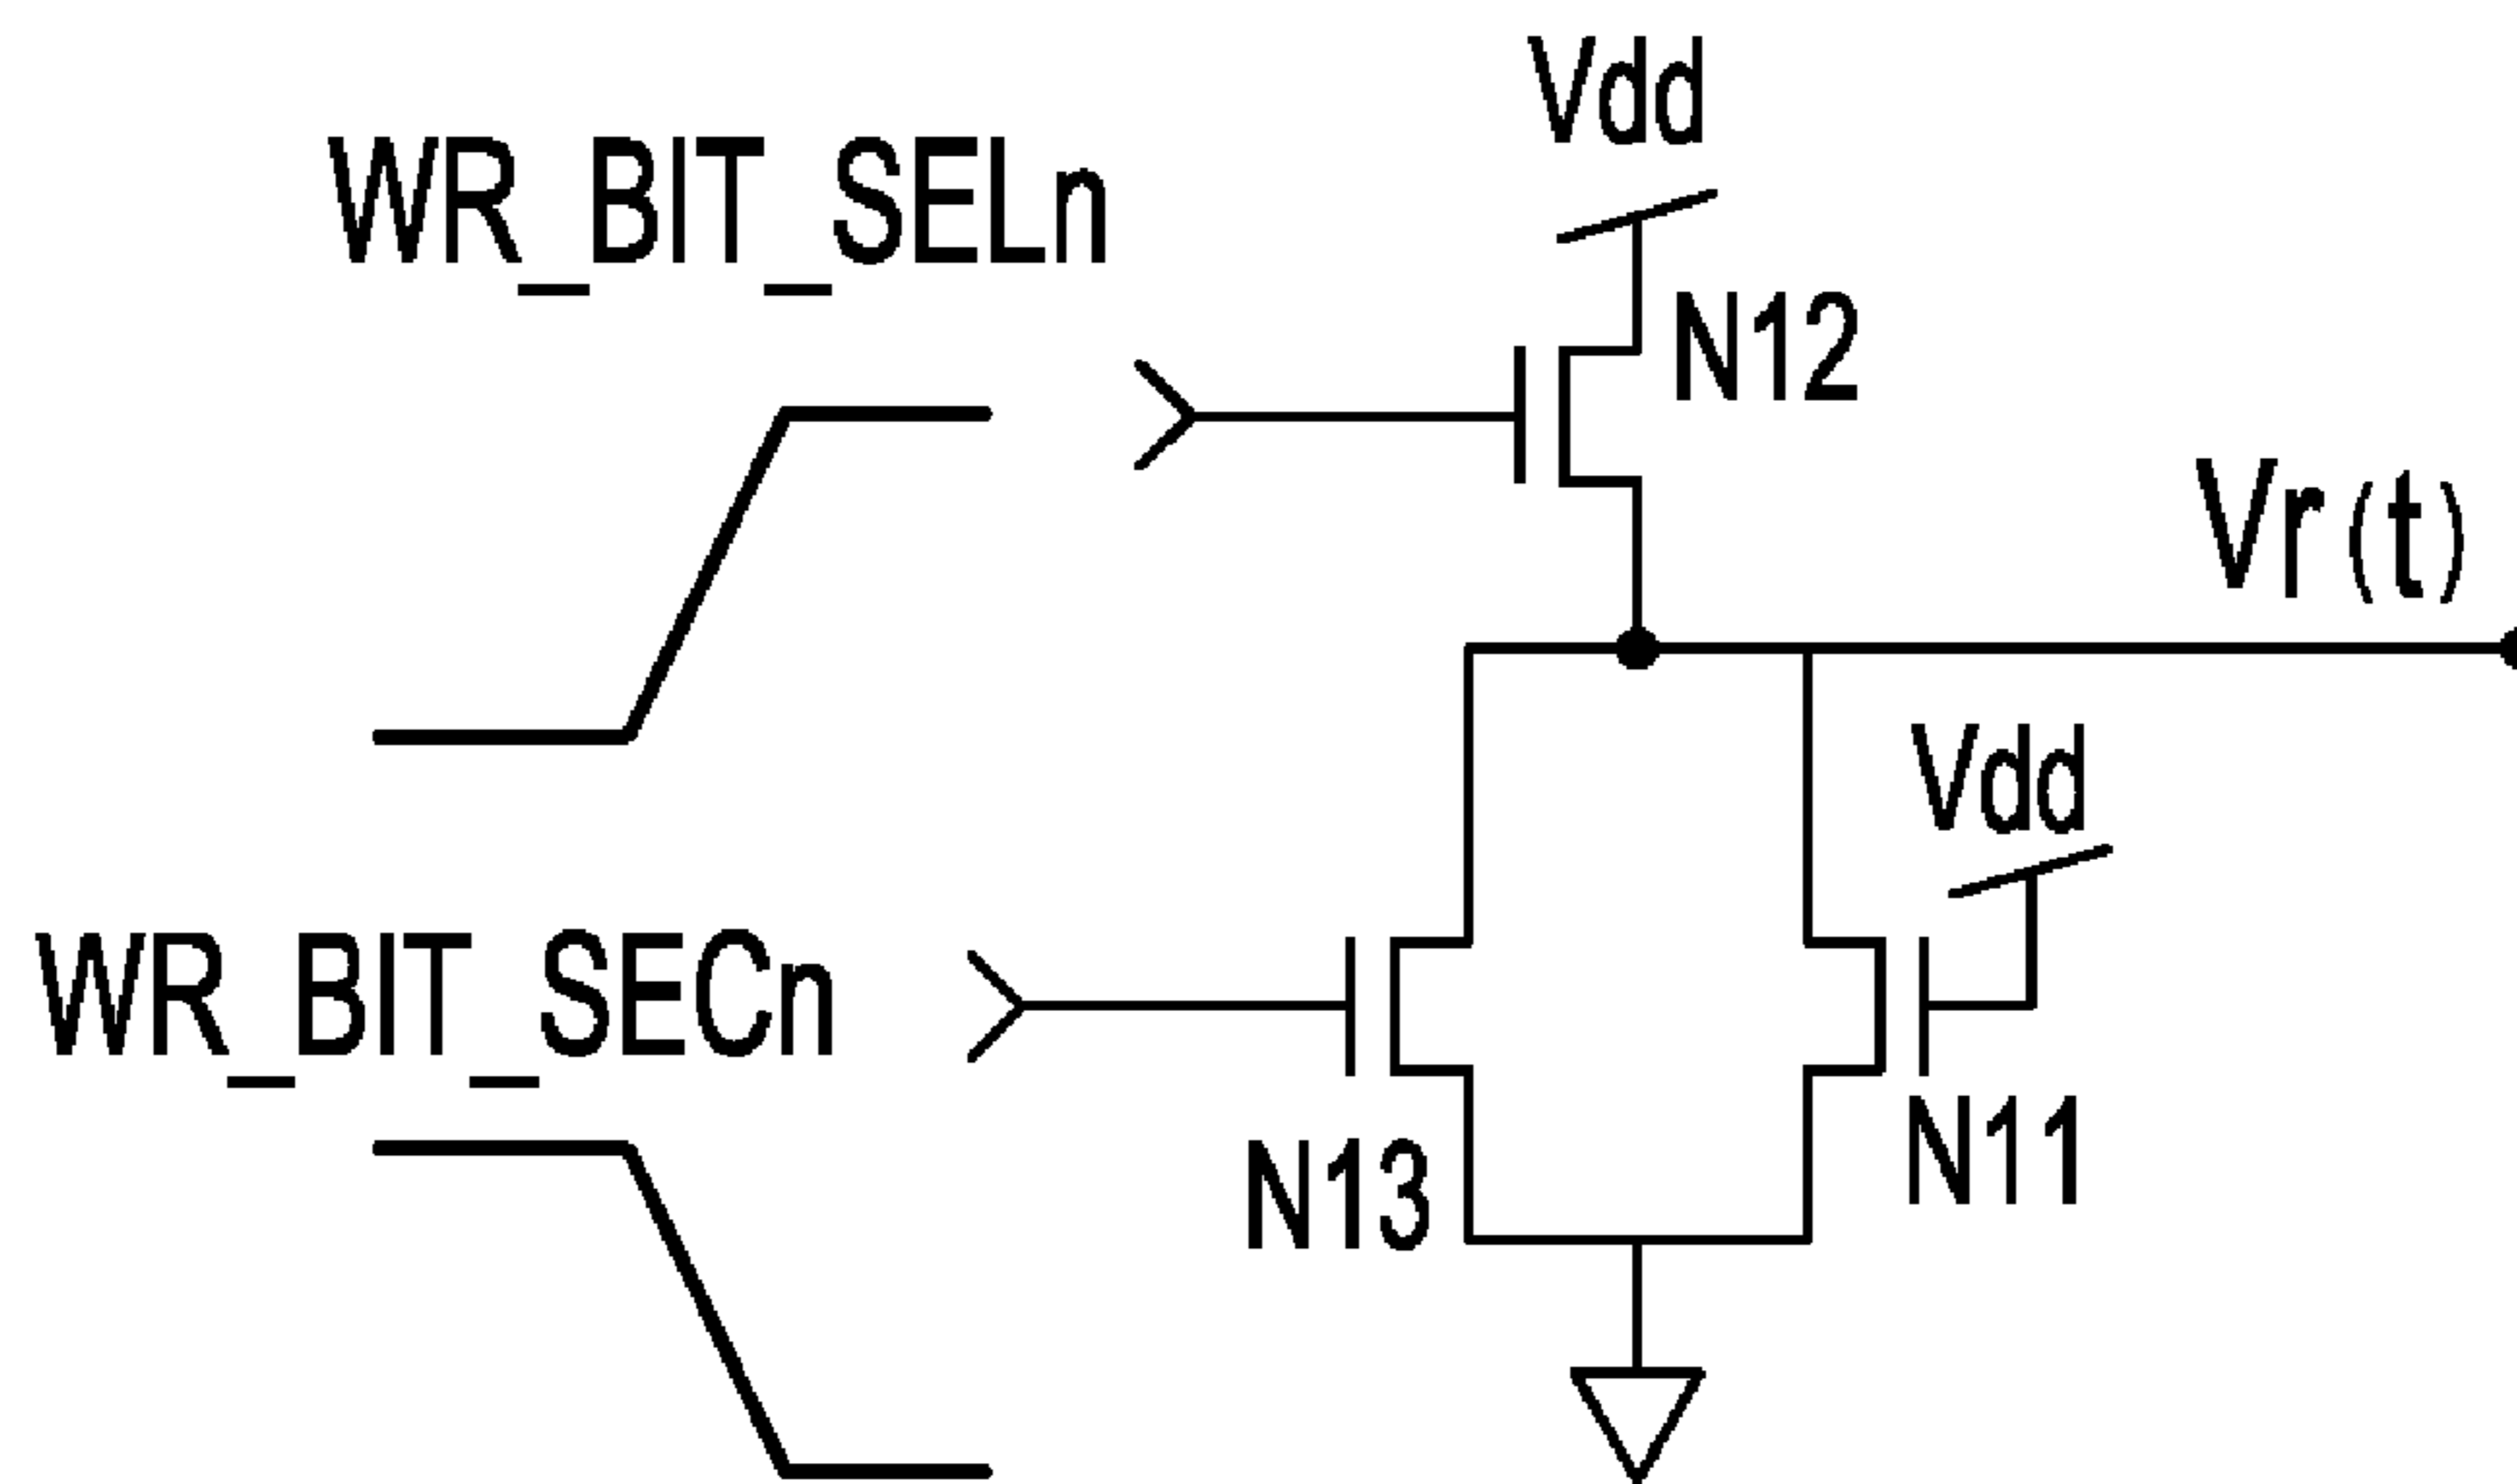 Vdd
WR_BIT_SELn
N12
Vr(t)
Vdd
WR_BIT_SECn
N11
N13